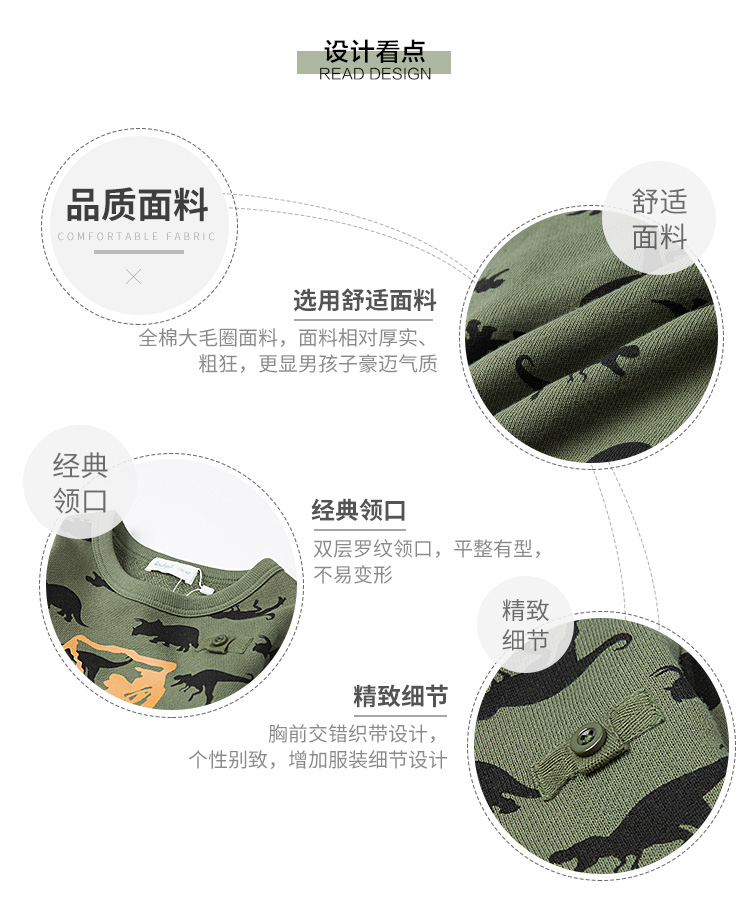 设计看点
READ DESIGN
品质面料
COMFORTABLE FABRIC
舒适
面料
选用舒适面料
全棉大毛圈面料，面料相对厚实、
粗狂，更显男孩子豪迈气质
经典
领口
经典领口
双层罗纹领口，平整有型，
不易变形
精致
细节
精致细节
胸前交错织带设计，
个性别致，增加服装细节设计